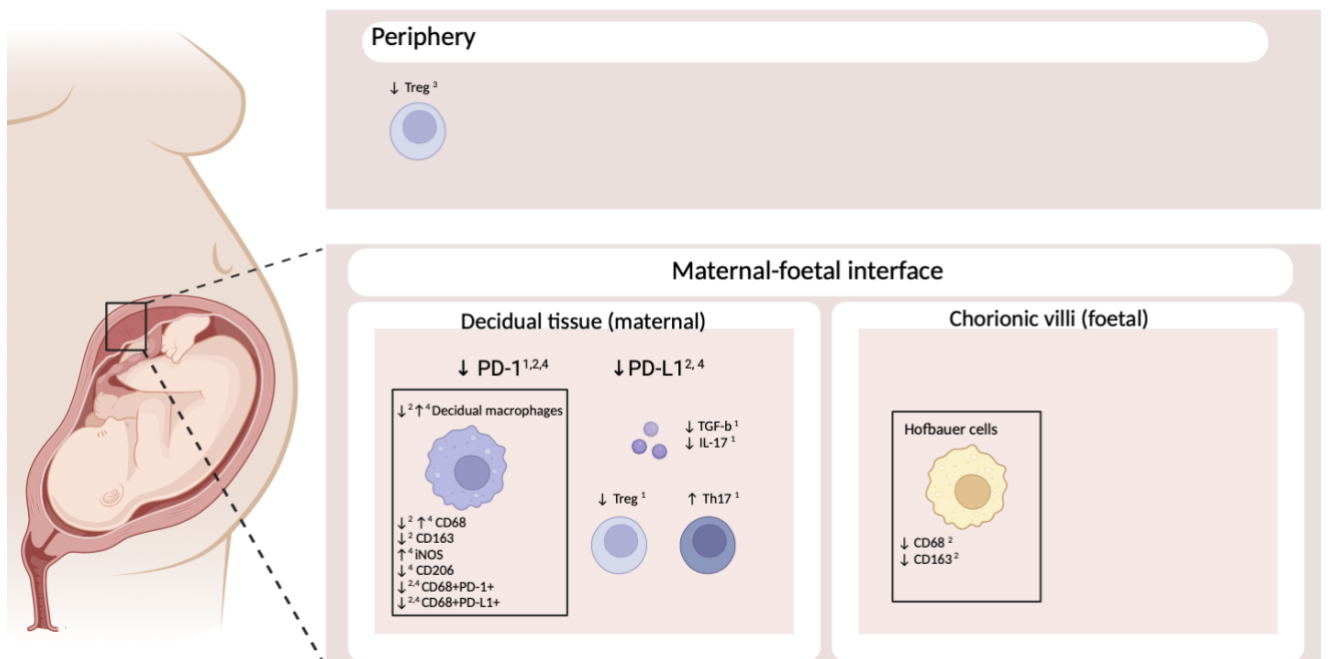 Periphery
↓ Treg ³
Maternal-foetal interface
Decidual tissue (maternal)
↓ PD-1¹,²,⁴
↓PD-L1²,⁴
↓² ↑⁴ Decidual macrophages
↓² ↑⁴ CD68
↓² CD163
↑⁴ iNOS
↓⁴ CD206
↓²,⁴ CD68+PD-1+
↓²,⁴ CD68+PD-L1+
↓ TGF-b ¹
↓ IL-17 ¹
↓ Treg ¹
↑ Th17 ¹
Chorionic villi (foetal)
Hofbauer cells
↓ CD68 ²
↓ CD163 ²